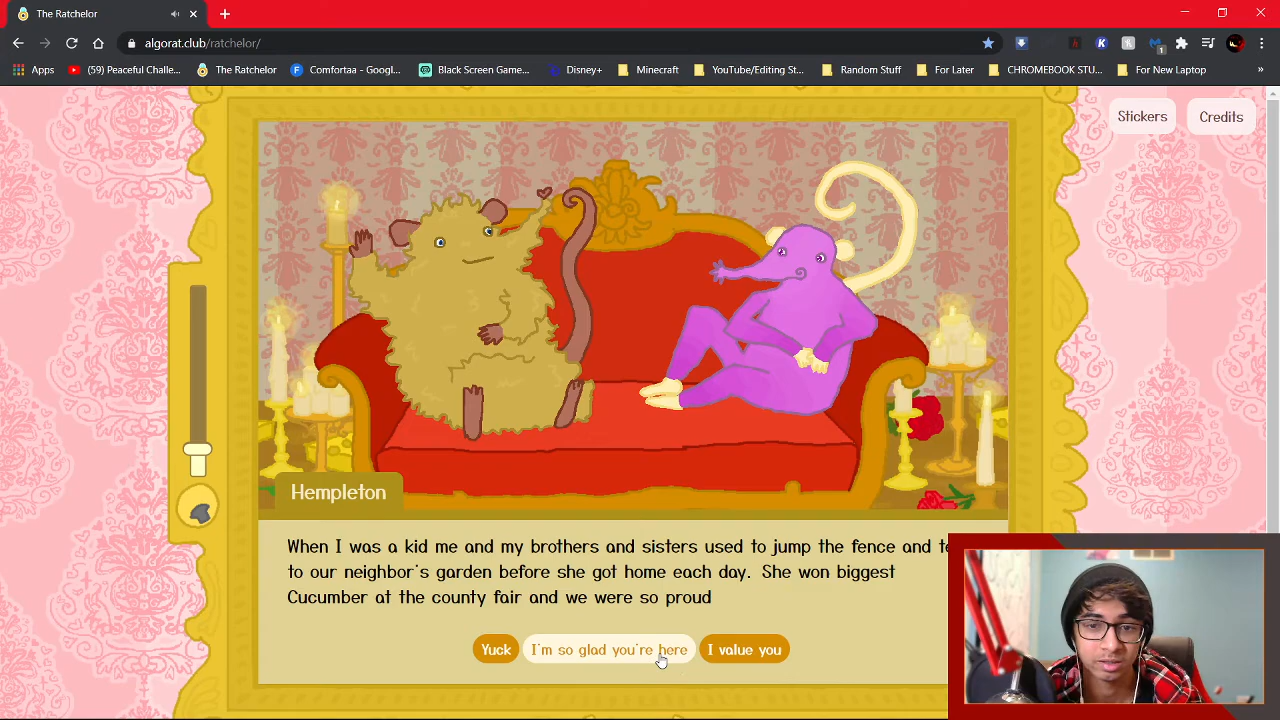 The Ratchelor
algorat.club/ratchelor/
1
Apps
(59) Peaceful Challe...
The Ratchelor
Comfortaa - Googl...
Black Screen Game...
Disney+
Minecraft
YouTube/Editing St...
Random Stuff
For Later
CHROMEBOOK STU...
For New Laptop
»
Stickers
Credits
Hempleton
When I was a kid me and my brothers and sisters used to jump the fence and
to our neighbor's garden before she got home each day. She won biggest
Cucumber at the county fair and we were so proud
Yuck
I'm so glad you're here
I value you